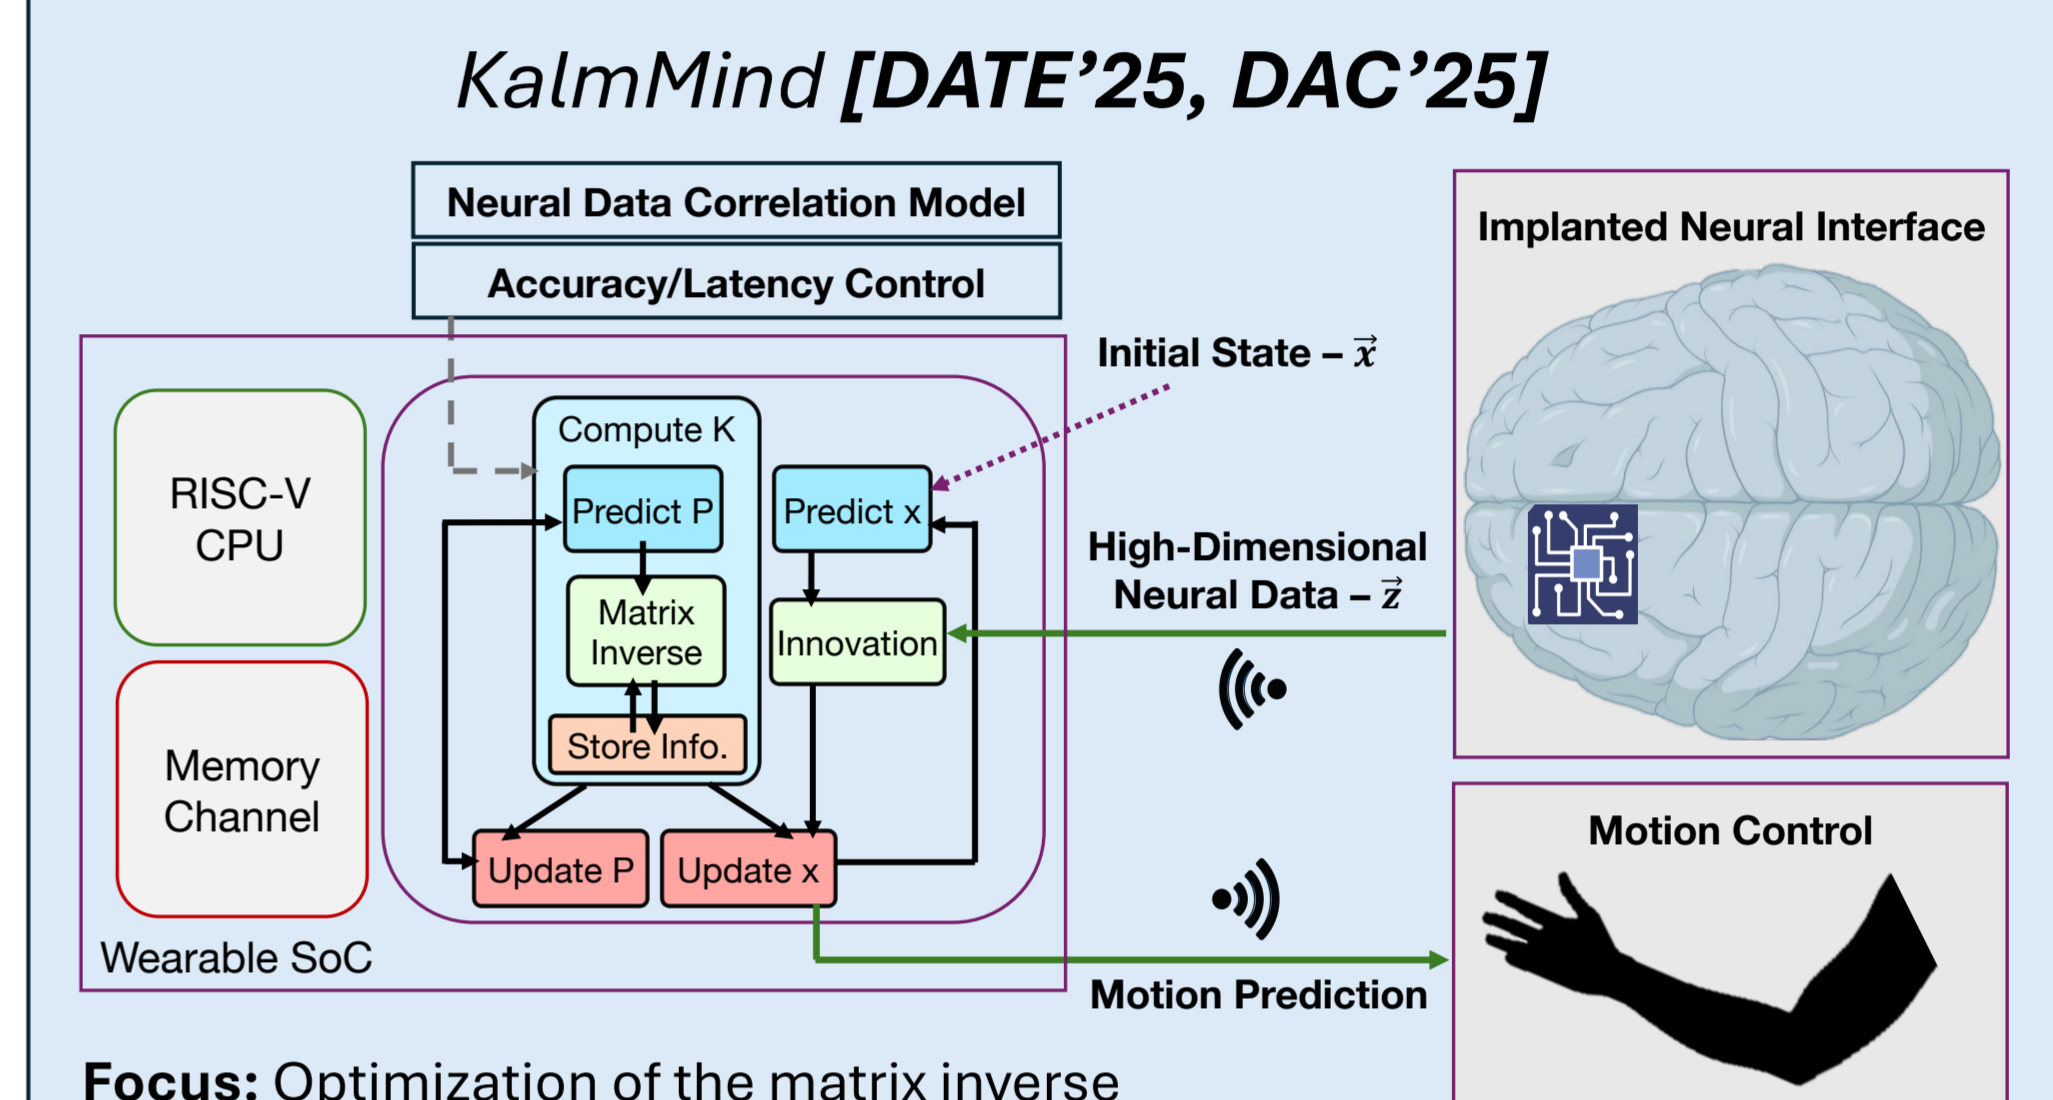 KalmMind [DATE’25, DAC’25]
Neural Data Correlation Model
Accuracy/Latency Control
Implanted Neural Interface
Initial State – x⃗
RISC-V
CPU
Compute K
Predict P
Predict x
High-Dimensional
Neural Data – z⃗
Matrix
Inverse
Innovation
Store Info.
Memory
Channel
Update P
Update x
Motion Control
Wearable SoC
Motion Prediction
Focus: Optimization of the matrix inverse